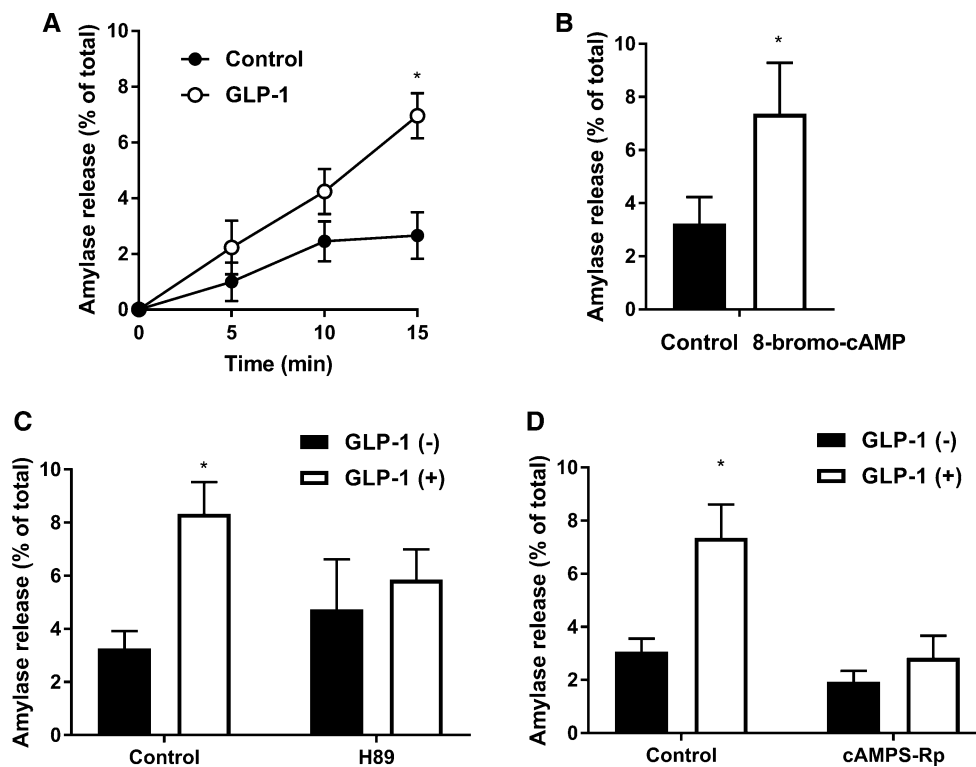 A
Amylase release (% of total)
10
8
6
4
2
0
Control
GLP-1
*
0 5 10 15
Time (min)
B
Amylase release (% of total)
10
8
6
4
2
0
*
Control 8-bromo-cAMP
C
GLP-1 (-)
GLP-1 (+)
Amylase release (% of total)
10
8
6
4
2
0
*
Control H89
D
GLP-1 (-)
GLP-1 (+)
Amylase release (% of total)
10
8
6
4
2
0
*
Control cAMPS-Rp